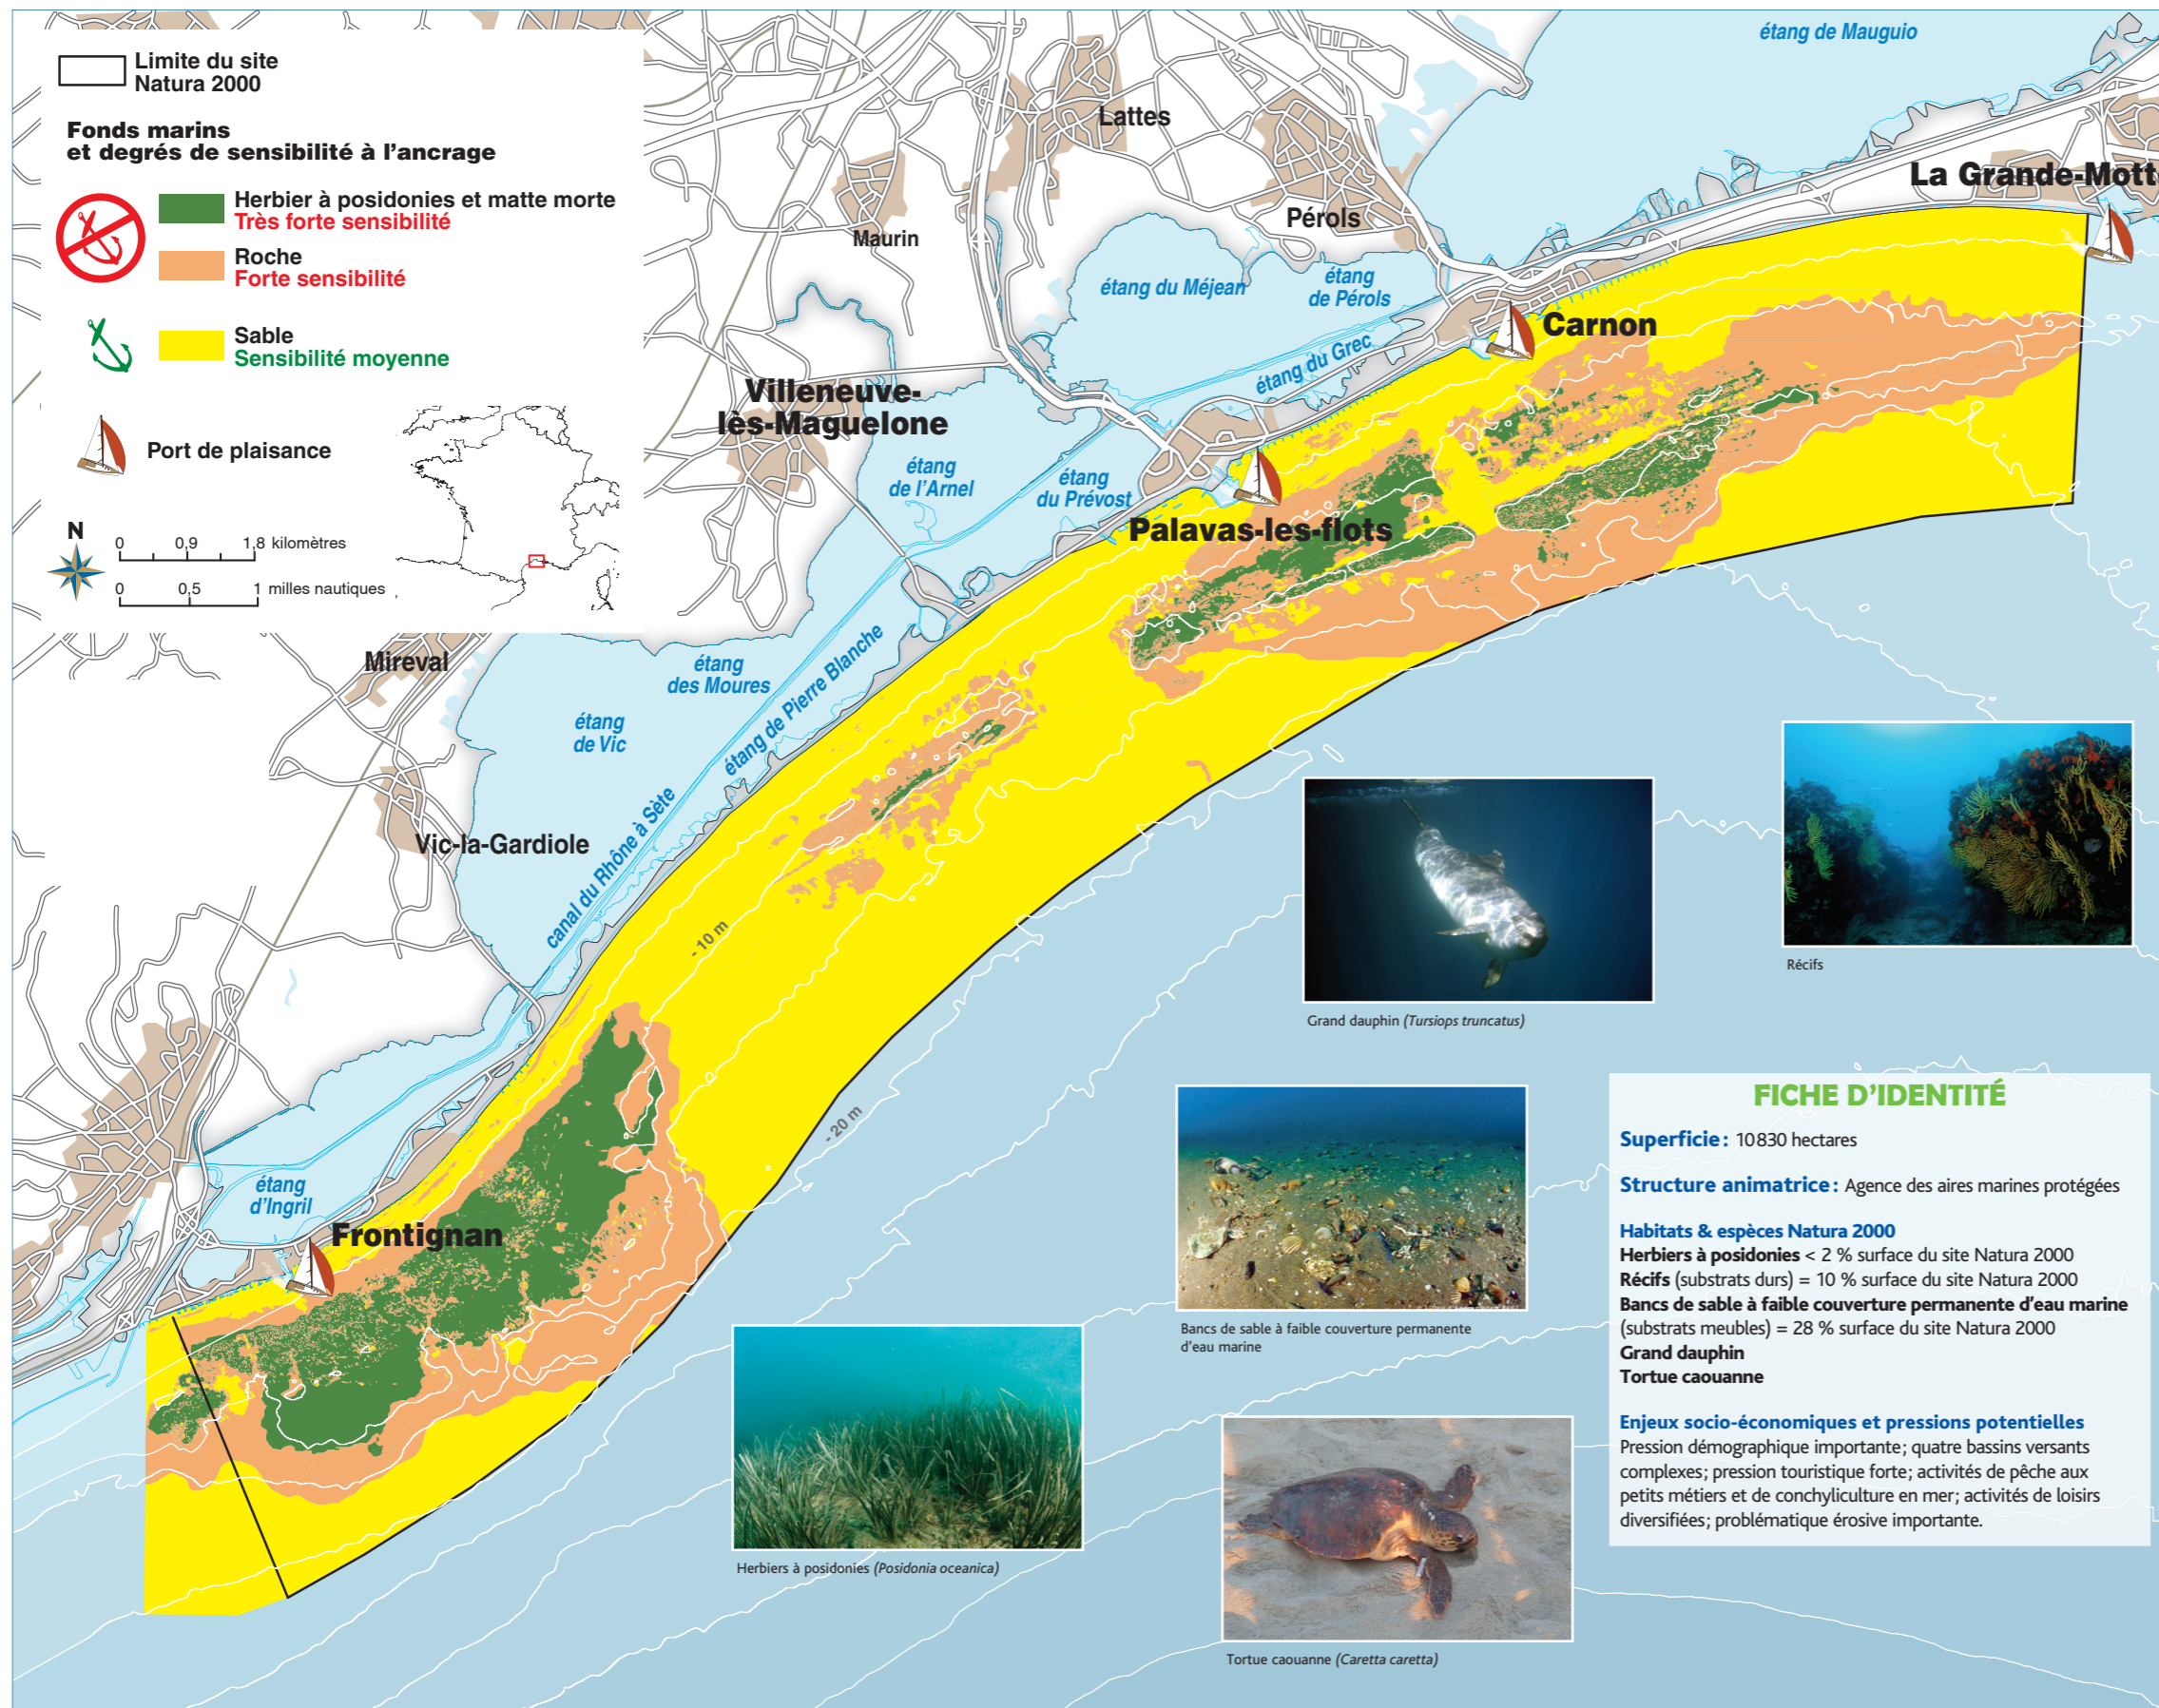 Limite du site
Natura 2000
Fonds marins
et degrés de sensibilité à l'ancrage
Herbier à posidonies et matte morte
Très forte sensibilité
Roche
Forte sensibilité
Sable
Sensibilité moyenne
Port de plaisance
N
0 0,9 1,8 kilomètres
0 0,5 1 milles nautiques
étang de Mauguio
Lattes
La Grande-Mott
Pérols
Maurin
étang du Méjean
étang
de Pérols
Carnon
étang du Grec
Villeneuve-
lès-Maguelone
étang
de l'Arnel
étang
du Prévost
Palavas-les-flots
Mireval
étang
des Moures
étang de Pierre Blanche
étang
de Vic
canal du Rhône à Sète
Vic-la-Gardiole
- 10 m
- 20 m
étang
d'Ingril
Frontignan
Récifs
Grand dauphin (Tursiops truncatus)
Bancs de sable à faible couverture permanente
d'eau marine
Herbiers à posidonies (Posidonia oceanica)
Tortue caouanne (Caretta caretta)
FICHE D'IDENTITÉ
Superficie : 10 830 hectares
Structure animatrice : Agence des aires marines protégées
Habitats & espèces Natura 2000
Herbiers à posidonies < 2 % surface du site Natura 2000
Récifs (substrats durs) = 10 % surface du site Natura 2000
Bancs de sable à faible couverture permanente d'eau marine
(substrats meubles) = 28 % surface du site Natura 2000
Grand dauphin
Tortue caouanne
Enjeux socio-économiques et pressions potentielles
Pression démographique importante ; quatre bassins versants
complexes ; pression touristique forte ; activités de pêche aux
petits métiers et de conchyliculture en mer ; activités de loisirs
diversifiées ; problématique érosive importante.